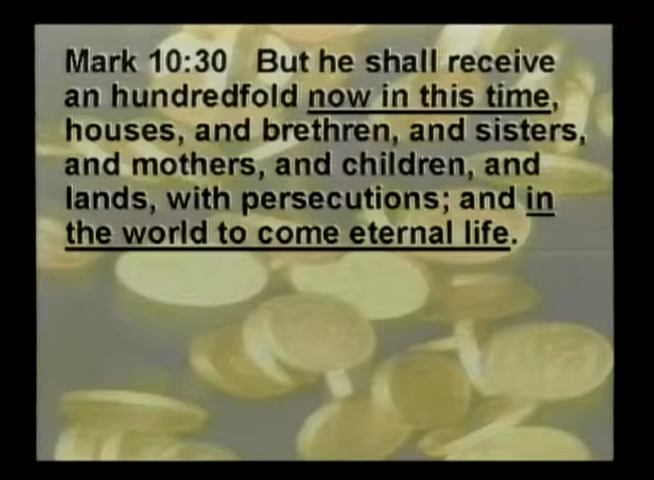 Mark 10:30 But he shall receive
an hundredfold now in this time,
houses, and brethren, and sisters,
and mothers, and children, and
lands, with persecutions; and in
the world to come eternal life.